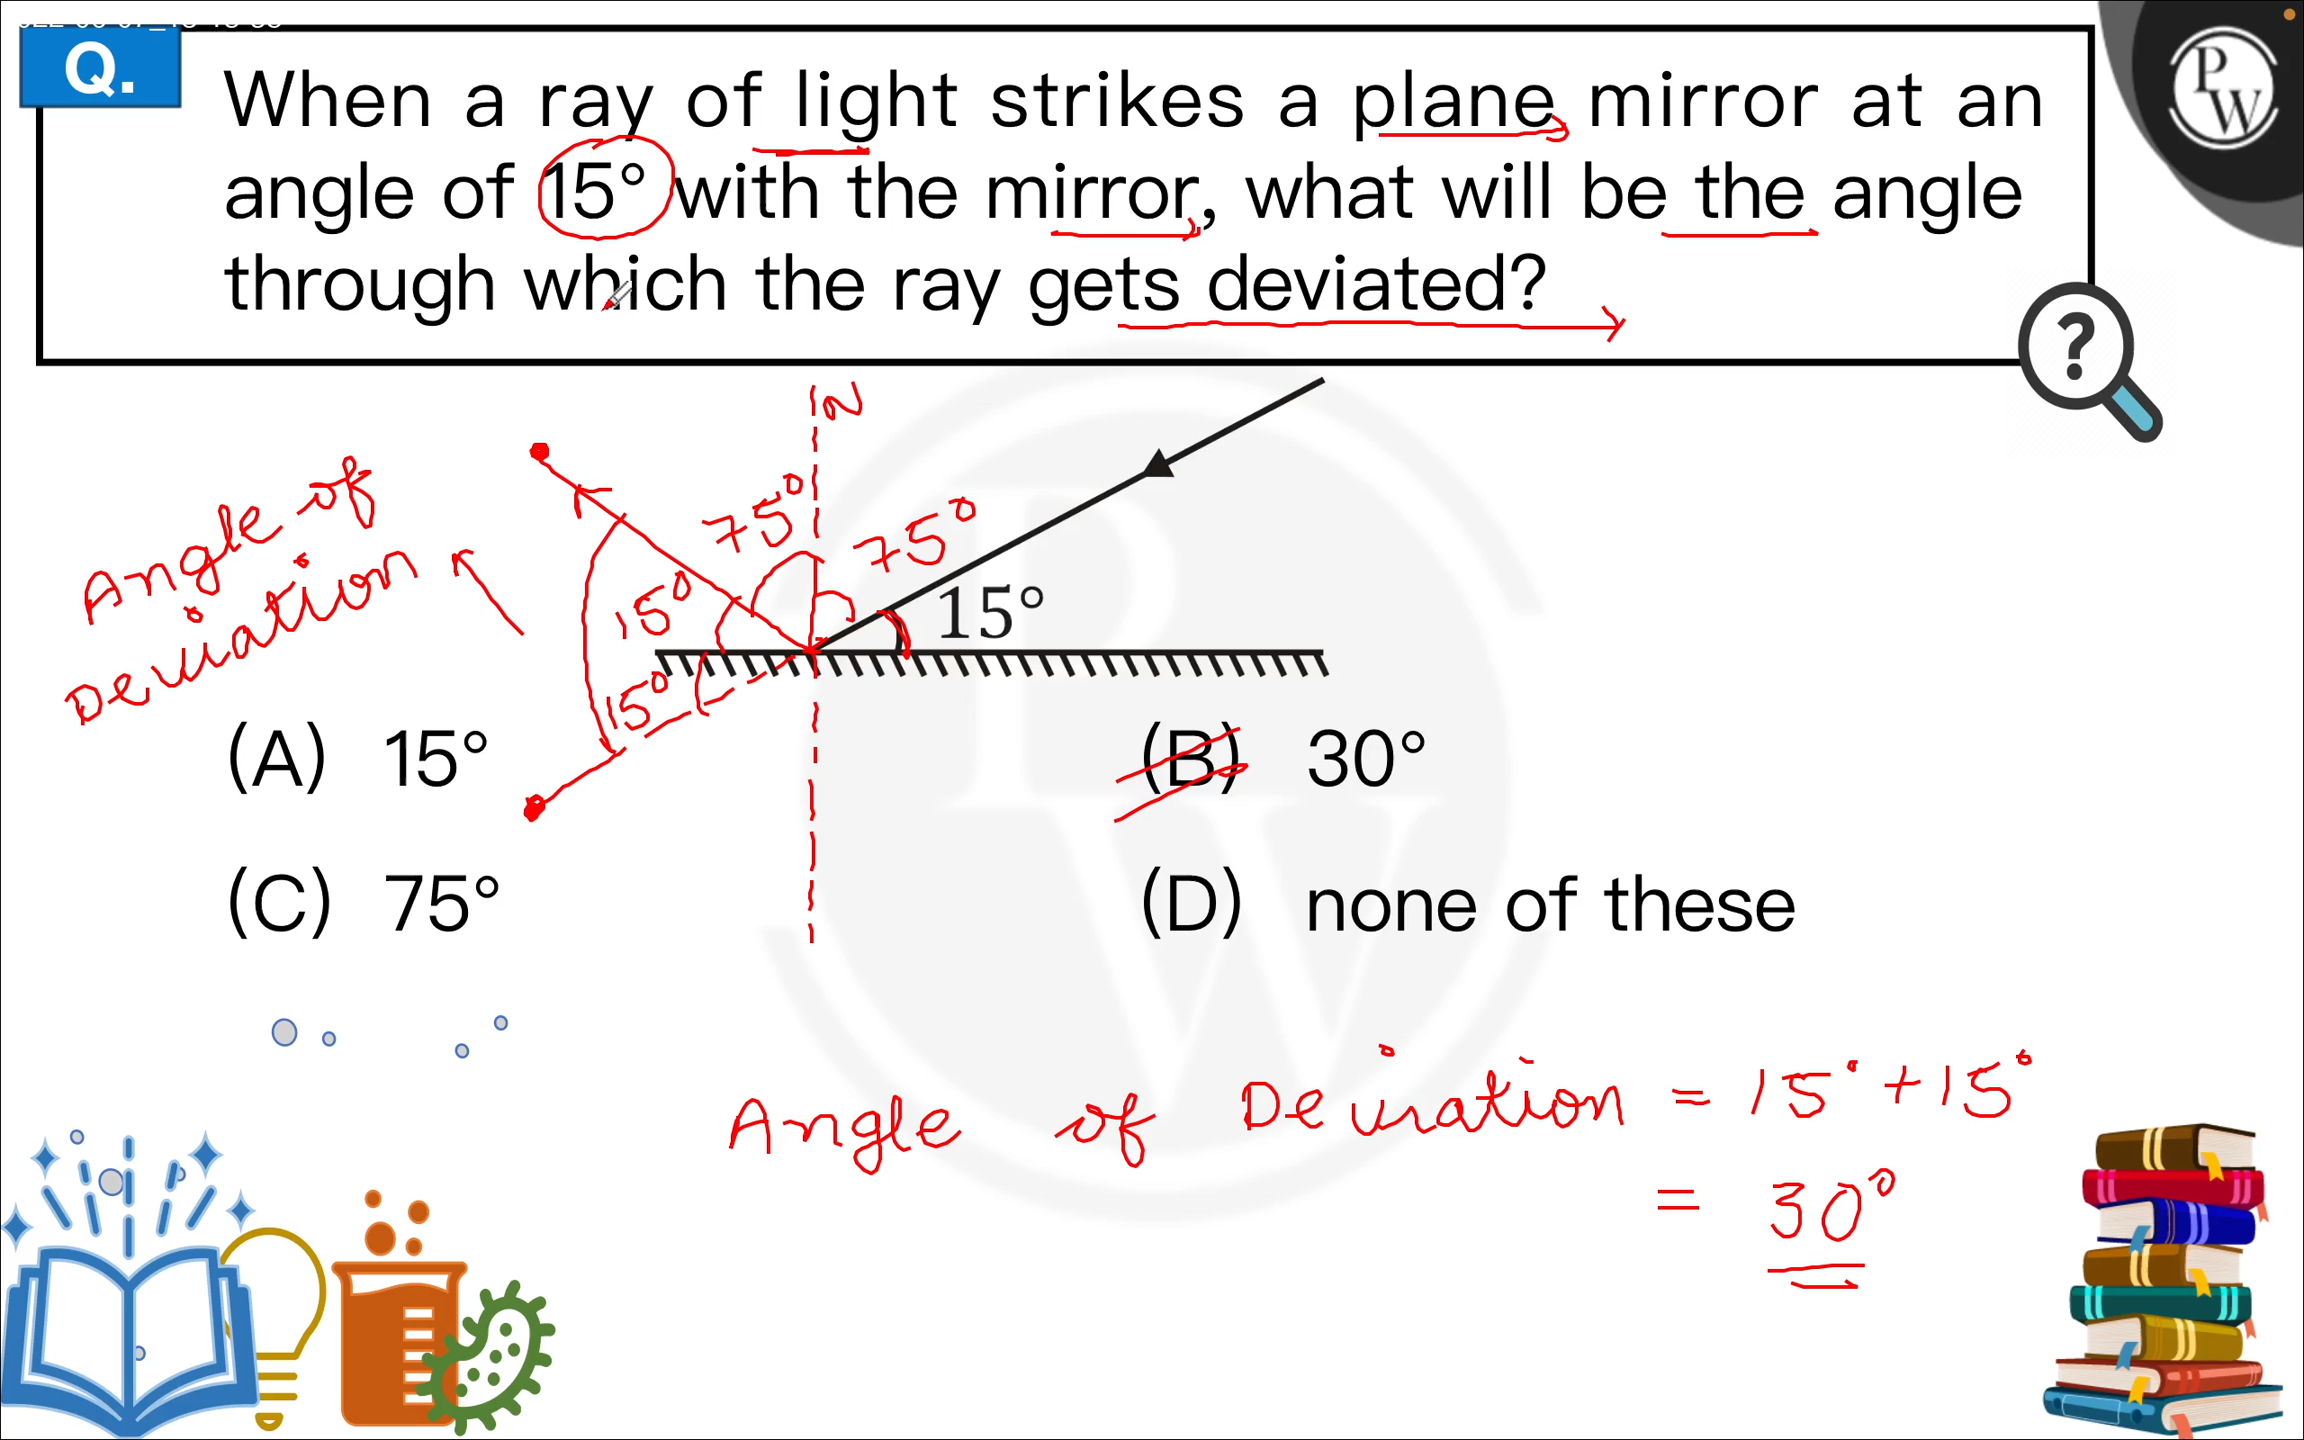 Q.
When a ray of light strikes a plane mirror at an
angle of 15° with the mirror, what will be the angle
through which the ray gets deviated?
P
W
?
N
Angle of
Deviation
75°
75°
15°
15°
15°
(A) 15°
(B) 30°
(C) 75°
(D) none of these
Angle of Deviation = 15° + 15°
= 30°